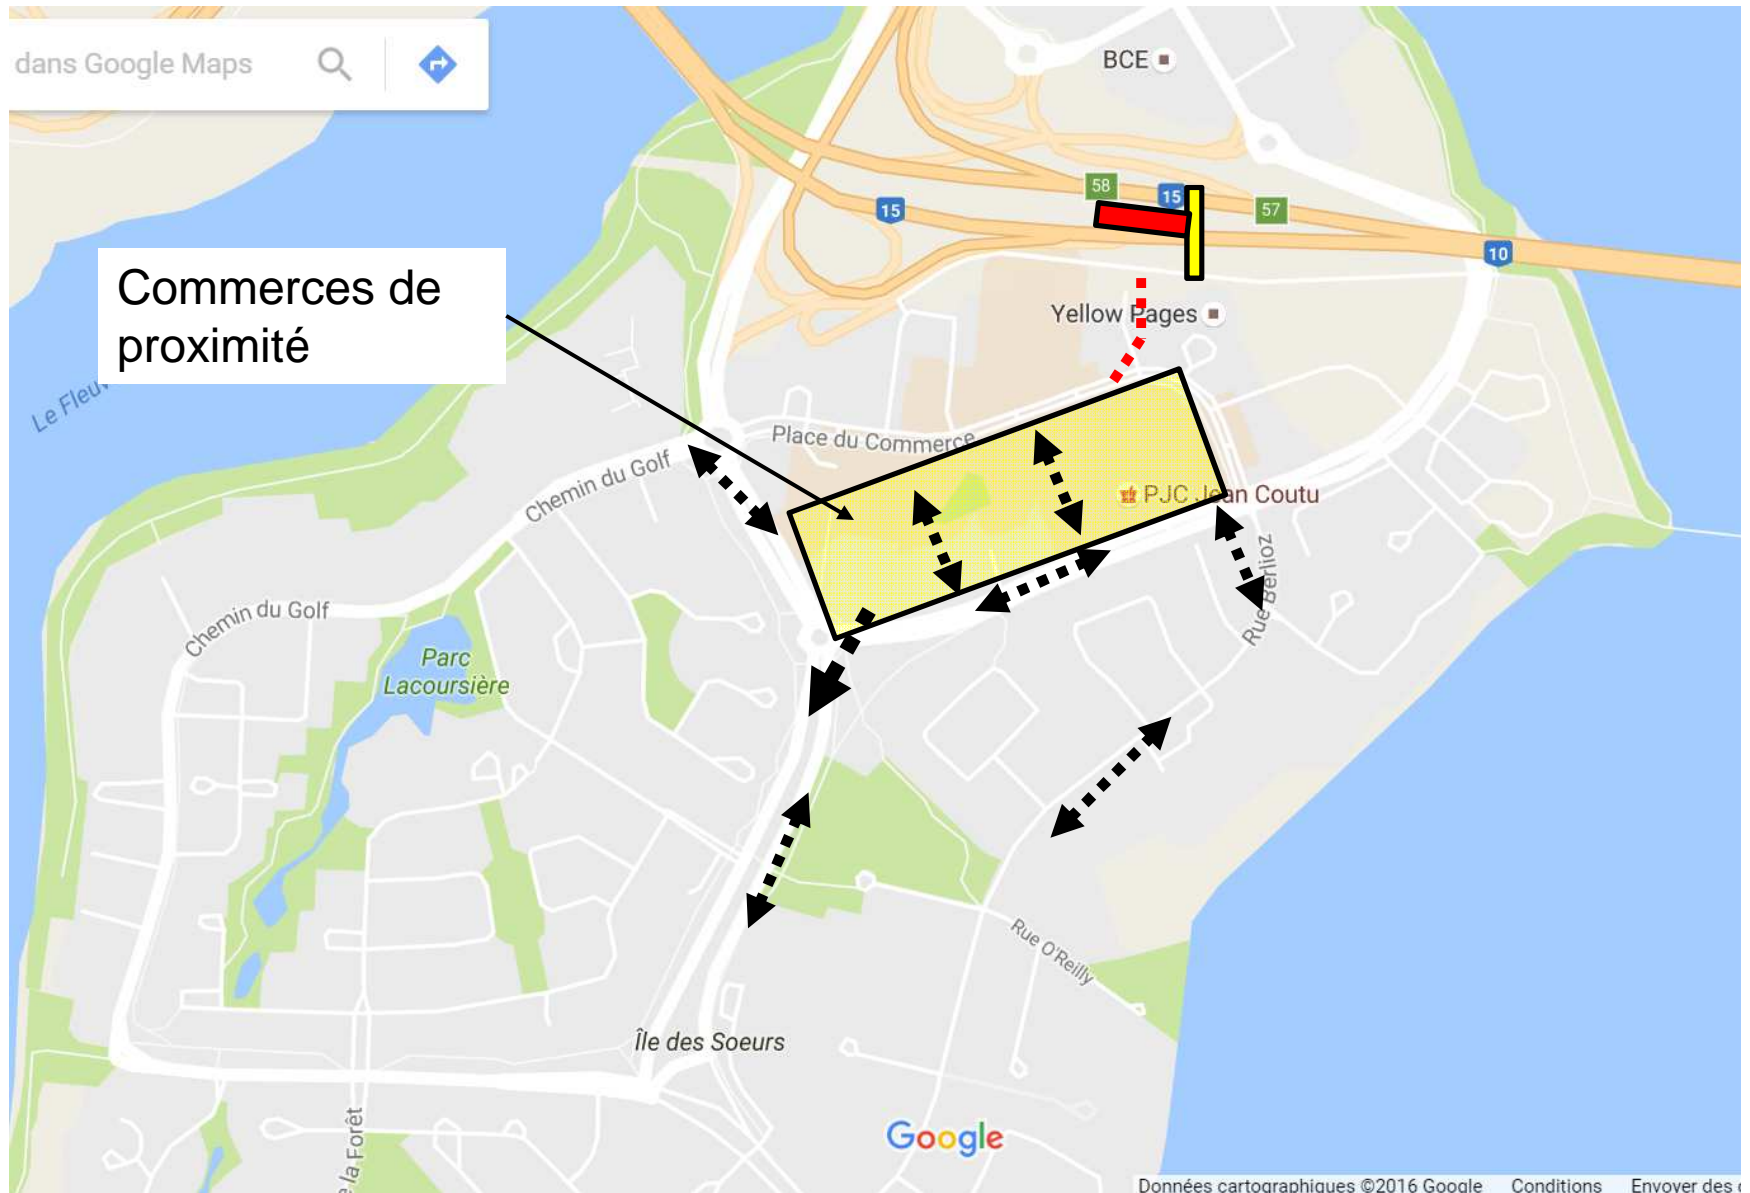 dans Google Maps
BCE
58
15
57
15
10
Commerces de
proximité
Yellow Pages
Le
Place du Commerce
Chemin du Golf
PJC Jean Coutu
Rue Berlioz
Chemin du Golf
Parc
Lacoursière
Rue O'Reilly
Île des Soeurs
la Forêt
Google
Données cartographiques ©2016 Google Conditions Envoyer des